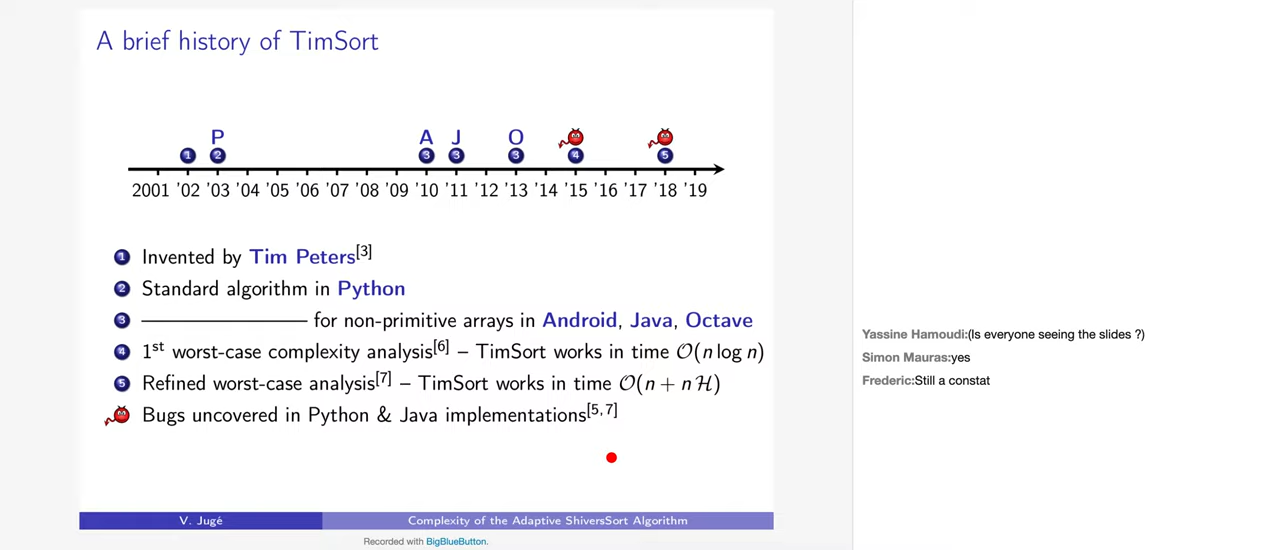 A brief history of TimSort
P A J O
1 2 3 3 3 4 5
2001 '02 '03 '04 '05 '06 '07 '08 '09 '10 '11 '12 '13 '14 '15 '16 '17 '18 '19
1 Invented by Tim Peters[3]
2 Standard algorithm in Python
3 ——————— for non-primitive arrays in Android, Java, Octave
4 1st worst-case complexity analysis[6] – TimSort works in time O(n log n)
5 Refined worst-case analysis[7] – TimSort works in time O(n + n H)
Bugs uncovered in Python & Java implementations[5,7]
V. Jugé Complexity of the Adaptive ShiversSort Algorithm
Recorded with BigBlueButton.
Yassine Hamoudi:(Is everyone seeing the slides ?)
Simon Mauras:yes
Frederic:Still a constat